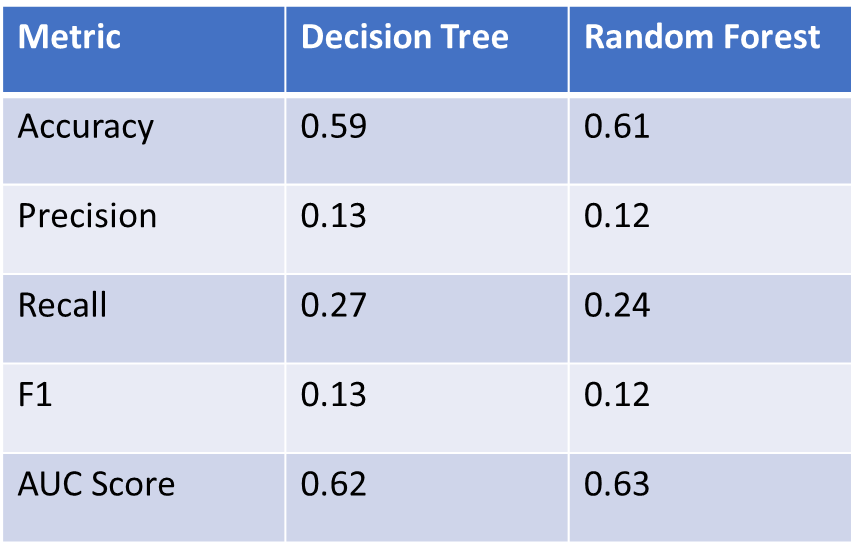 Metric Decision Tree Random Forest
Accuracy 0.59 0.61
Precision 0.13 0.12
Recall 0.27 0.24
F1 0.13 0.12
AUC Score 0.62 0.63